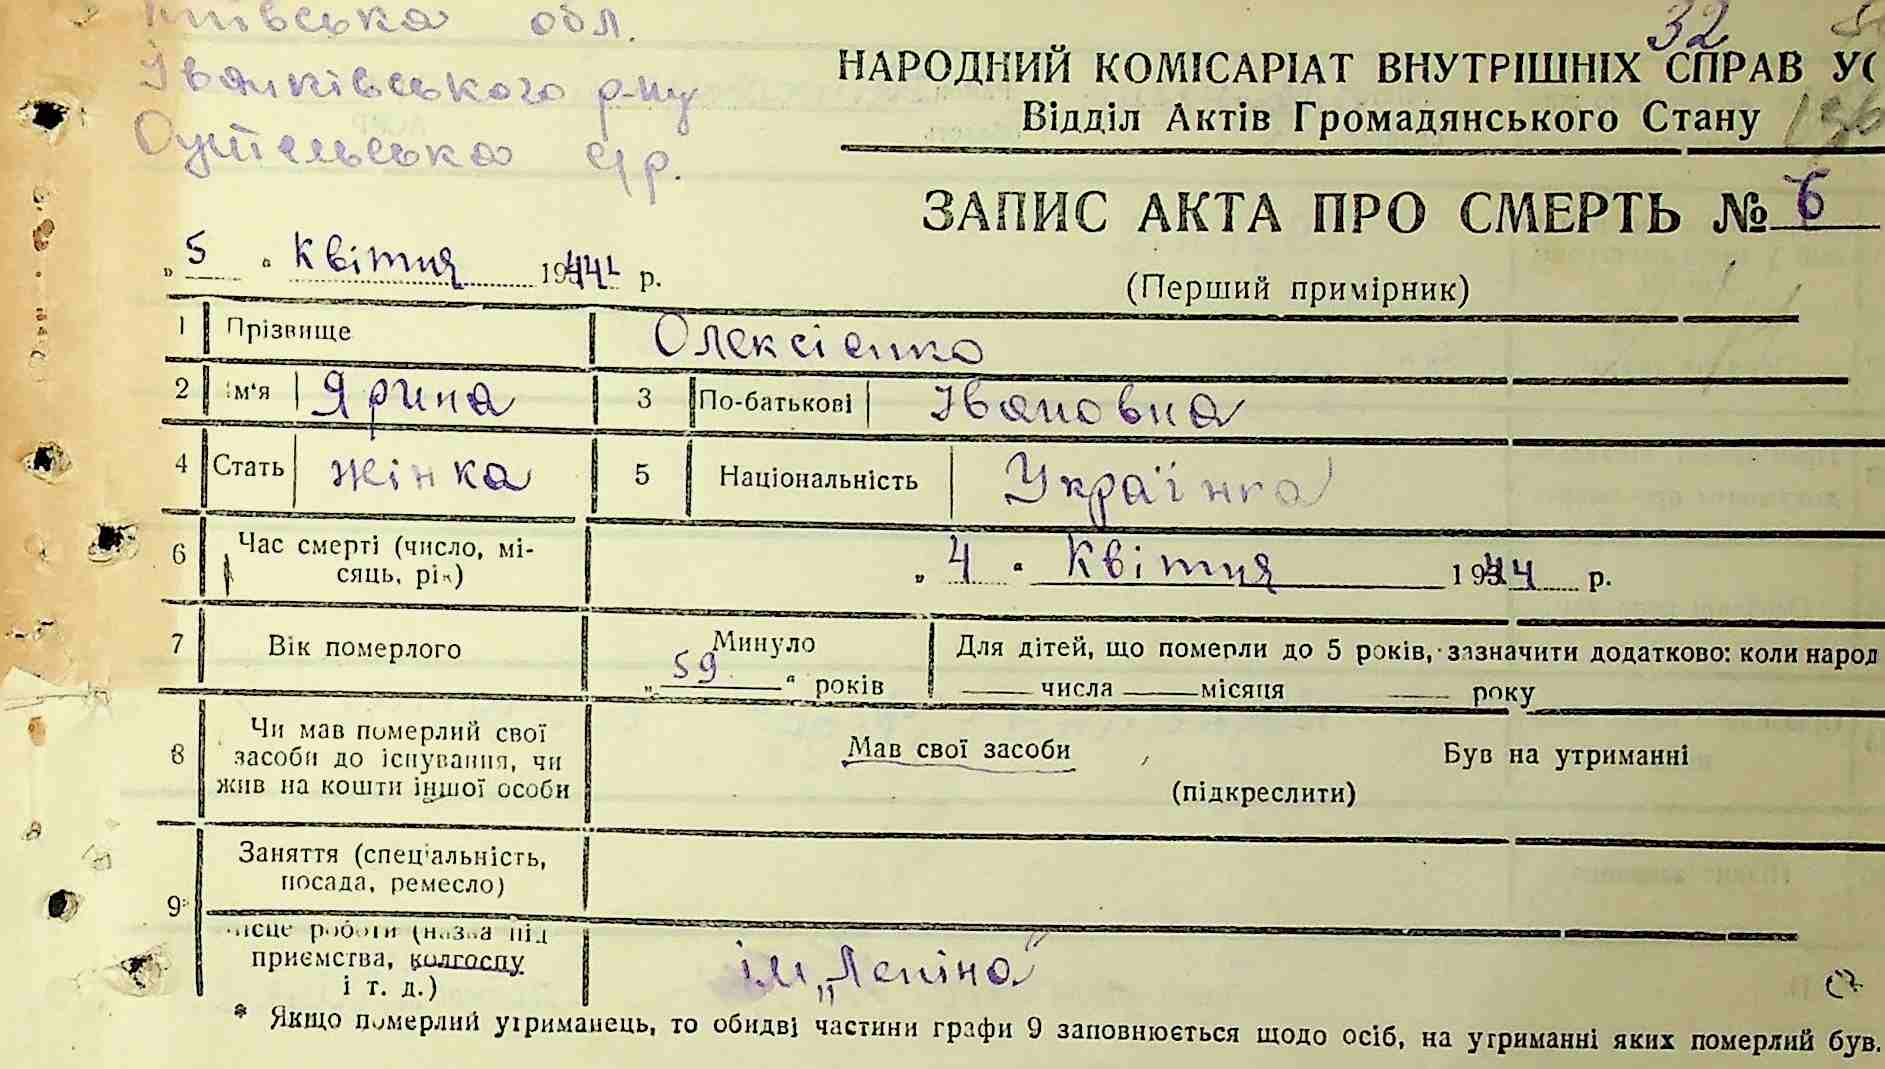 Київська обл.
32
Іванківського р-ну
НАРОДНИЙ КОМІСАРІАТ ВНУТРІШНІХ СПРАВ УС
Відділ Актів Громадянського Стану
с/р.
ЗАПИС АКТА ПРО СМЕРТЬ № 6
„ 5 “ Квітня 1944 р.
(Перший примірник)
1 Прізвище Олексієнко
2 Ім'я Ярина 3 По-батькові Івановна
4 Стать жінка 5 Національність Українка
6 Час смерті (число, мі-
сяць, рік)
„ 4 “ Квітня 1944 р.
7 Вік померлого Минуло
„ 59 “ років
Для дітей, що померли до 5 років, зазначити додатково: коли народ
числа місяця року
8 Чи мав померлий свої
засоби до існування, чи
жив на кошти іншої особи
Мав свої засоби Був на утриманні
(підкреслити)
9 Заняття (спеціальність,
посада, ремесло)
Місце роботи (назва під
приємства, колгоспу
і т. д.)
ім „Леніна“
* Якщо померлий утриманець, то обидві частини графи 9 заповнюється щодо осіб, на утриманні яких померлий був.